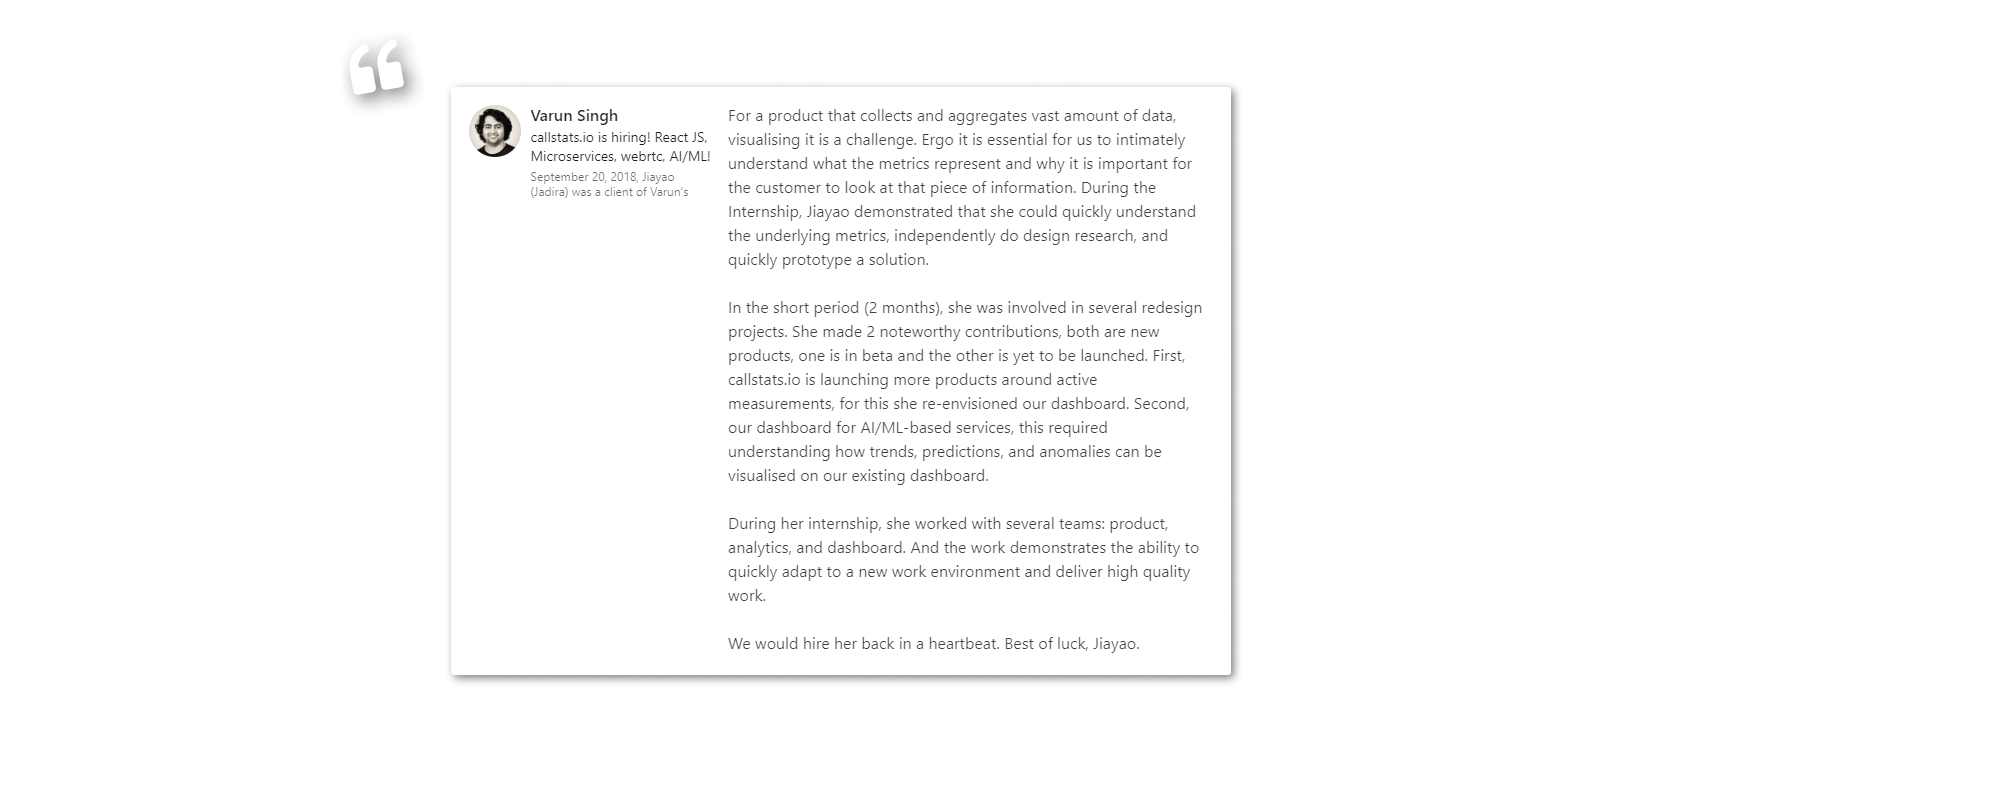 “
Varun Singh
callstats.io is hiring! React JS,
Microservices, webrtc, AI/ML!
September 20, 2018, Jiayao
(Jadira) was a client of Varun's
For a product that collects and aggregates vast amount of data,
visualising it is a challenge. Ergo it is essential for us to intimately
understand what the metrics represent and why it is important for
the customer to look at that piece of information. During the
Internship, Jiayao demonstrated that she could quickly understand
the underlying metrics, independently do design research, and
quickly prototype a solution.
In the short period (2 months), she was involved in several redesign
projects. She made 2 noteworthy contributions, both are new
products, one is in beta and the other is yet to be launched. First,
callstats.io is launching more products around active
measurements, for this she re-envisioned our dashboard. Second,
our dashboard for AI/ML-based services, this required
understanding how trends, predictions, and anomalies can be
visualised on our existing dashboard.
During her internship, she worked with several teams: product,
analytics, and dashboard. And the work demonstrates the ability to
quickly adapt to a new work environment and deliver high quality
work.
We would hire her back in a heartbeat. Best of luck, Jiayao.